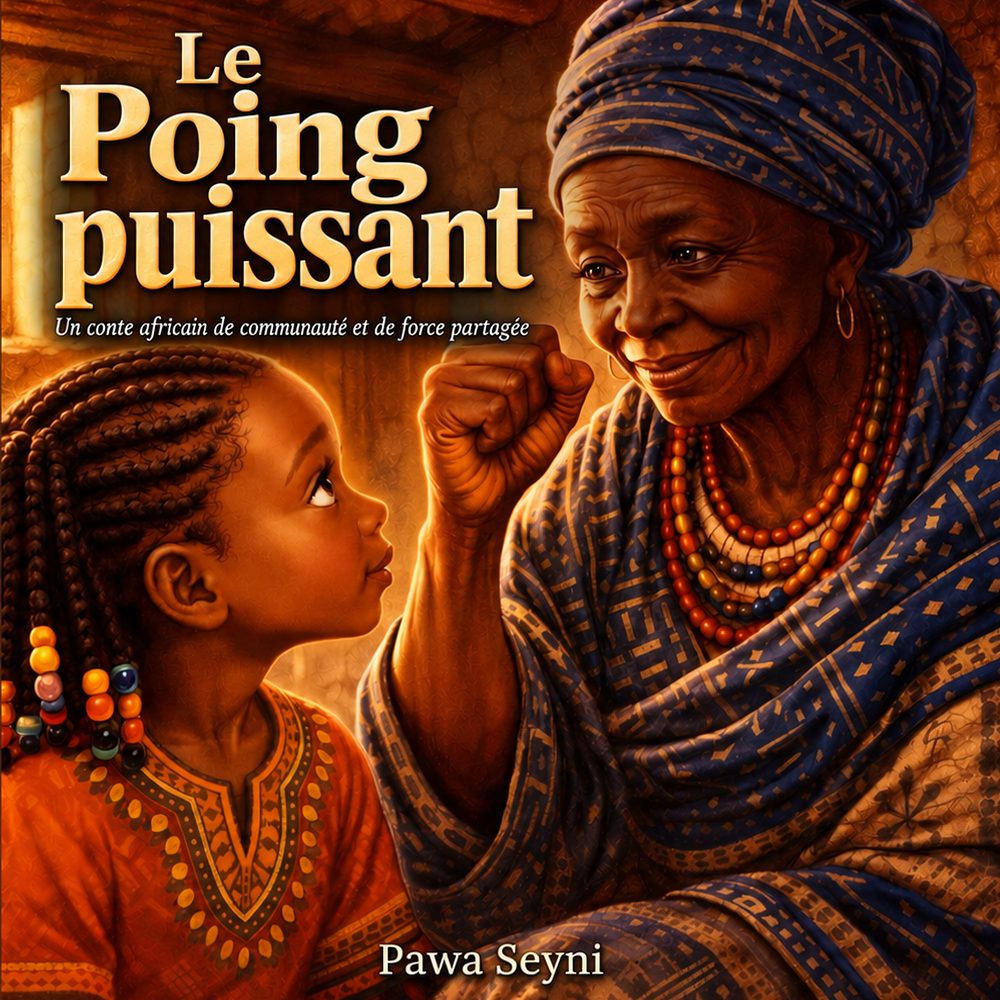 Le
Poing
puissant
Un conte africain de communauté et de force partagée
Pawa Seyni